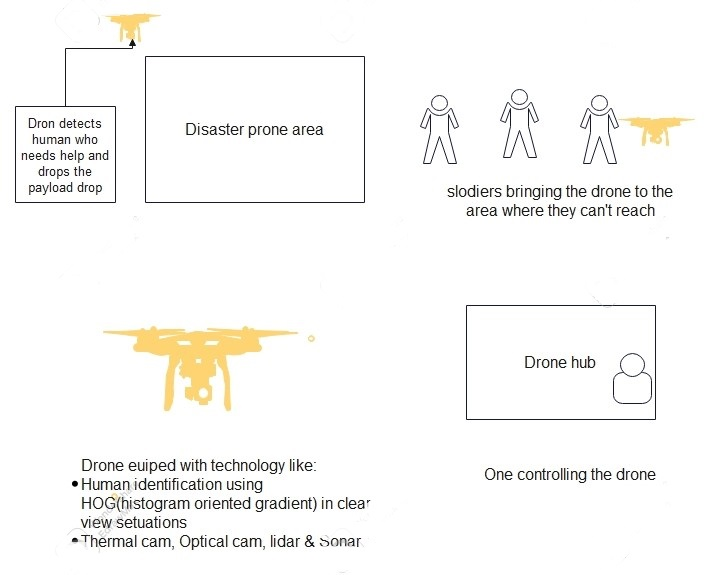 Dron detects
human who
needs help and
drops the
payload drop
Disaster prone area
slodiers bringing the drone to the
area where they can't reach
Drone euiped with technology like:
Human identification using
HOG(histogram oriented gradient) in clear
view setuations
Thermal cam, Optical cam, lidar & Sonar
Drone hub
One controlling the drone